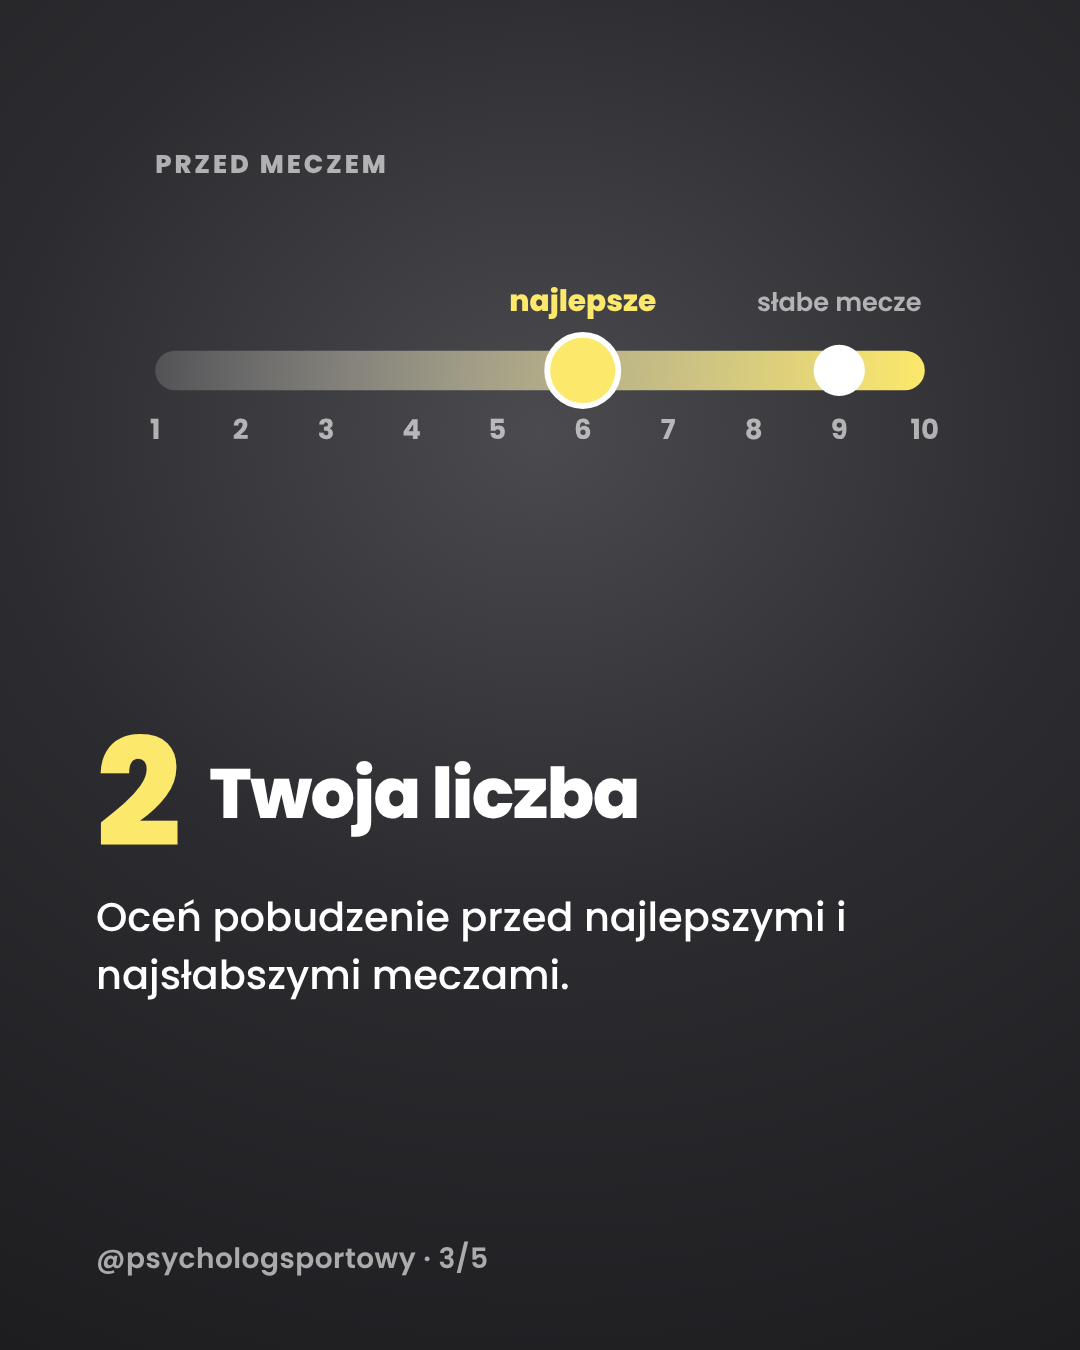 PRZED MECZEM
najlepsze słabe mecze
1 2 3 4 5 6 7 8 9 10
2 Twoja liczba
Oceń pobudzenie przed najlepszymi i
najsłabszymi meczami.
@psychologsportowy · 3/5